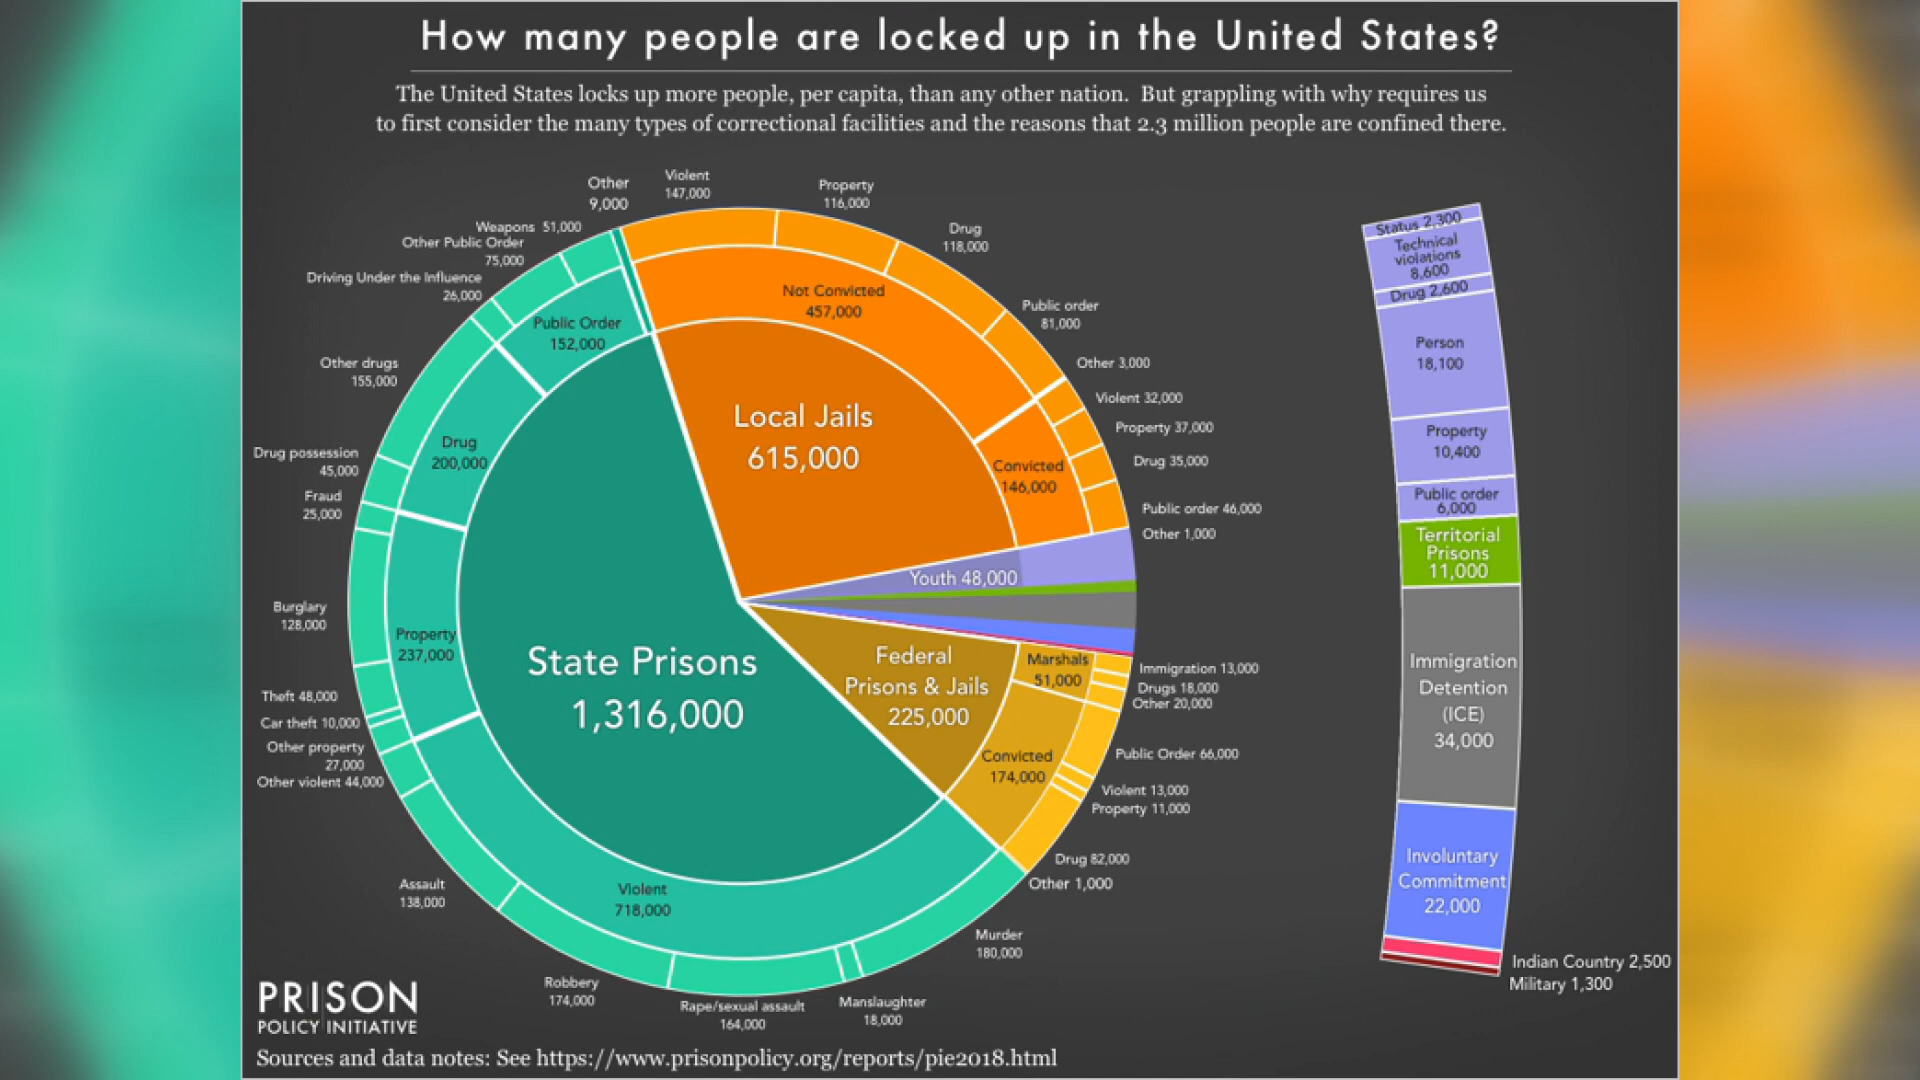 How many people are locked up in the United States?
The United States locks up more people, per capita, than any other nation. But grappling with why requires us
to first consider the many types of correctional facilities and the reasons that 2.3 million people are confined there.
Other
9,000
Violent
147,000
Property
116,000
Drug
118,000
Public order
81,000
Other 3,000
Violent 32,000
Property 37,000
Drug 35,000
Public order 46,000
Other 1,000
Not Convicted
457,000
Convicted
146,000
Local Jails
615,000
Weapons 51,000
Other Public Order
75,000
Driving Under the Influence
26,000
Public Order
152,000
Other drugs
155,000
Drug possession
45,000
Drug
200,000
Fraud
25,000
Burglary
128,000
Property
237,000
Theft 48,000
Car theft 10,000
Other property
27,000
Other violent 44,000
Assault
138,000
Robbery
174,000
Rape/sexual assault
164,000
Manslaughter
18,000
Murder
180,000
Violent
718,000
State Prisons
1,316,000
Youth 48,000
Federal
Prisons & Jails
225,000
Marshals
51,000
Convicted
174,000
Immigration 13,000
Drugs 18,000
Other 20,000
Public Order 66,000
Violent 13,000
Property 11,000
Drug 82,000
Other 1,000
Status 2,300
Technical
violations
8,600
Drug 2,600
Person
18,100
Property
10,400
Public order
6,000
Territorial
Prisons
11,000
Immigration
Detention
(ICE)
34,000
Involuntary
Commitment
22,000
Indian Country 2,500
Military 1,300
PRISON
POLICY INITIATIVE
Sources and data notes: See https://www.prisonpolicy.org/reports/pie2018.html